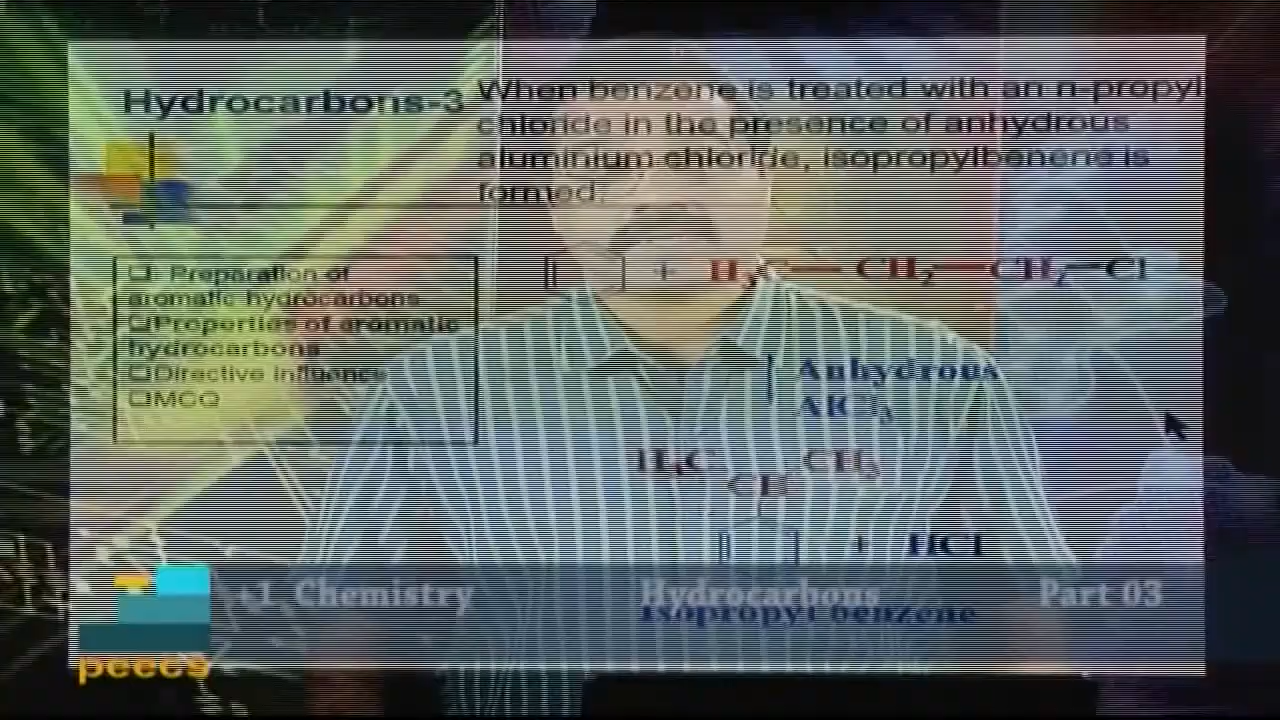 Hydrocarbons-3
When benzene is treated with an n-propyl
chloride in the presence of anhydrous
aluminium chloride, isopropylbenene is
formed.
❑1. Preparation of
aromatic hydrocarbons
❑Properties of aromatic
hydrocarbons
❑Directive influence
❑MCQ
+ H₃C — CH₂ — CH₂ — Cl
Anhydrous
AlCl₃
H₃C CH₃
CH
+ HCl
Isopropyl benzene
+1 Chemistry Hydrocarbons Part 03
peecs